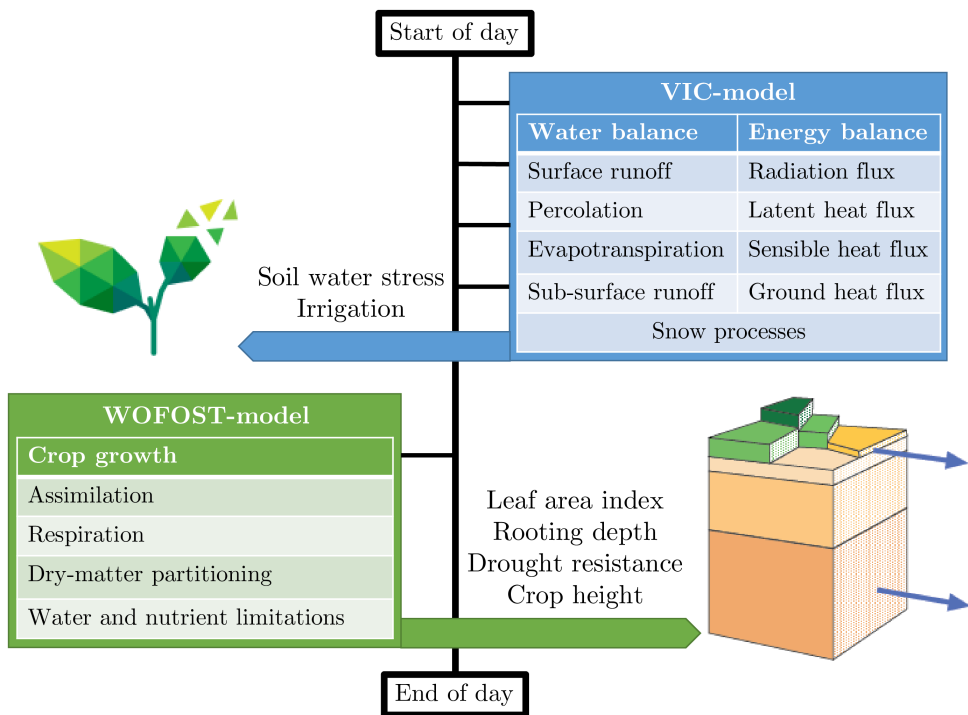 Start of day
VIC-model
Water balance
Energy balance
Surface runoff
Radiation flux
Percolation
Latent heat flux
Evapotranspiration
Sensible heat flux
Sub-surface runoff
Ground heat flux
Snow processes
Soil water stress
Irrigation
WOFOST-model
Crop growth
Assimilation
Respiration
Dry-matter partitioning
Water and nutrient limitations
Leaf area index
Rooting depth
Drought resistance
Crop height
End of day